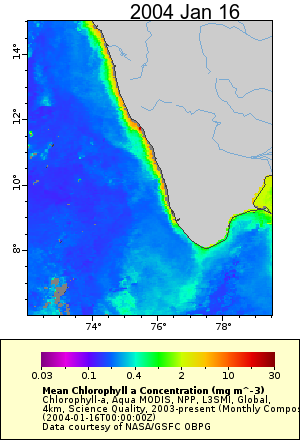 2004 Jan 16
14°
12°
10°
8°
74° 76° 78°
0.03 0.1 0.4 2 10 30
Mean Chlorophyll a Concentration (mg m^-3)
Chlorophyll-a, Aqua MODIS, NPP, L3SMI, Global,
4km, Science Quality, 2003-present (Monthly Compos
(2004-01-16T00:00:00Z)
Data courtesy of NASA/GSFC OBPG